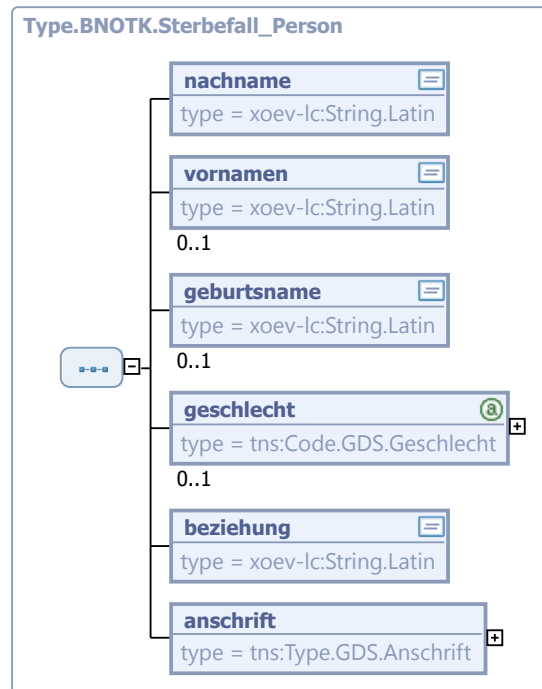 Type.BNOTK.Sterbefall_Person
nachname
type = xoev-lc:String.Latin
vornamen
type = xoev-lc:String.Latin
0..1
geburtsname
type = xoev-lc:String.Latin
0..1
geschlecht
a
type = tns:Code.GDS.Geschlecht
0..1
beziehung
type = xoev-lc:String.Latin
anschrift
type = tns:Type.GDS.Anschrift